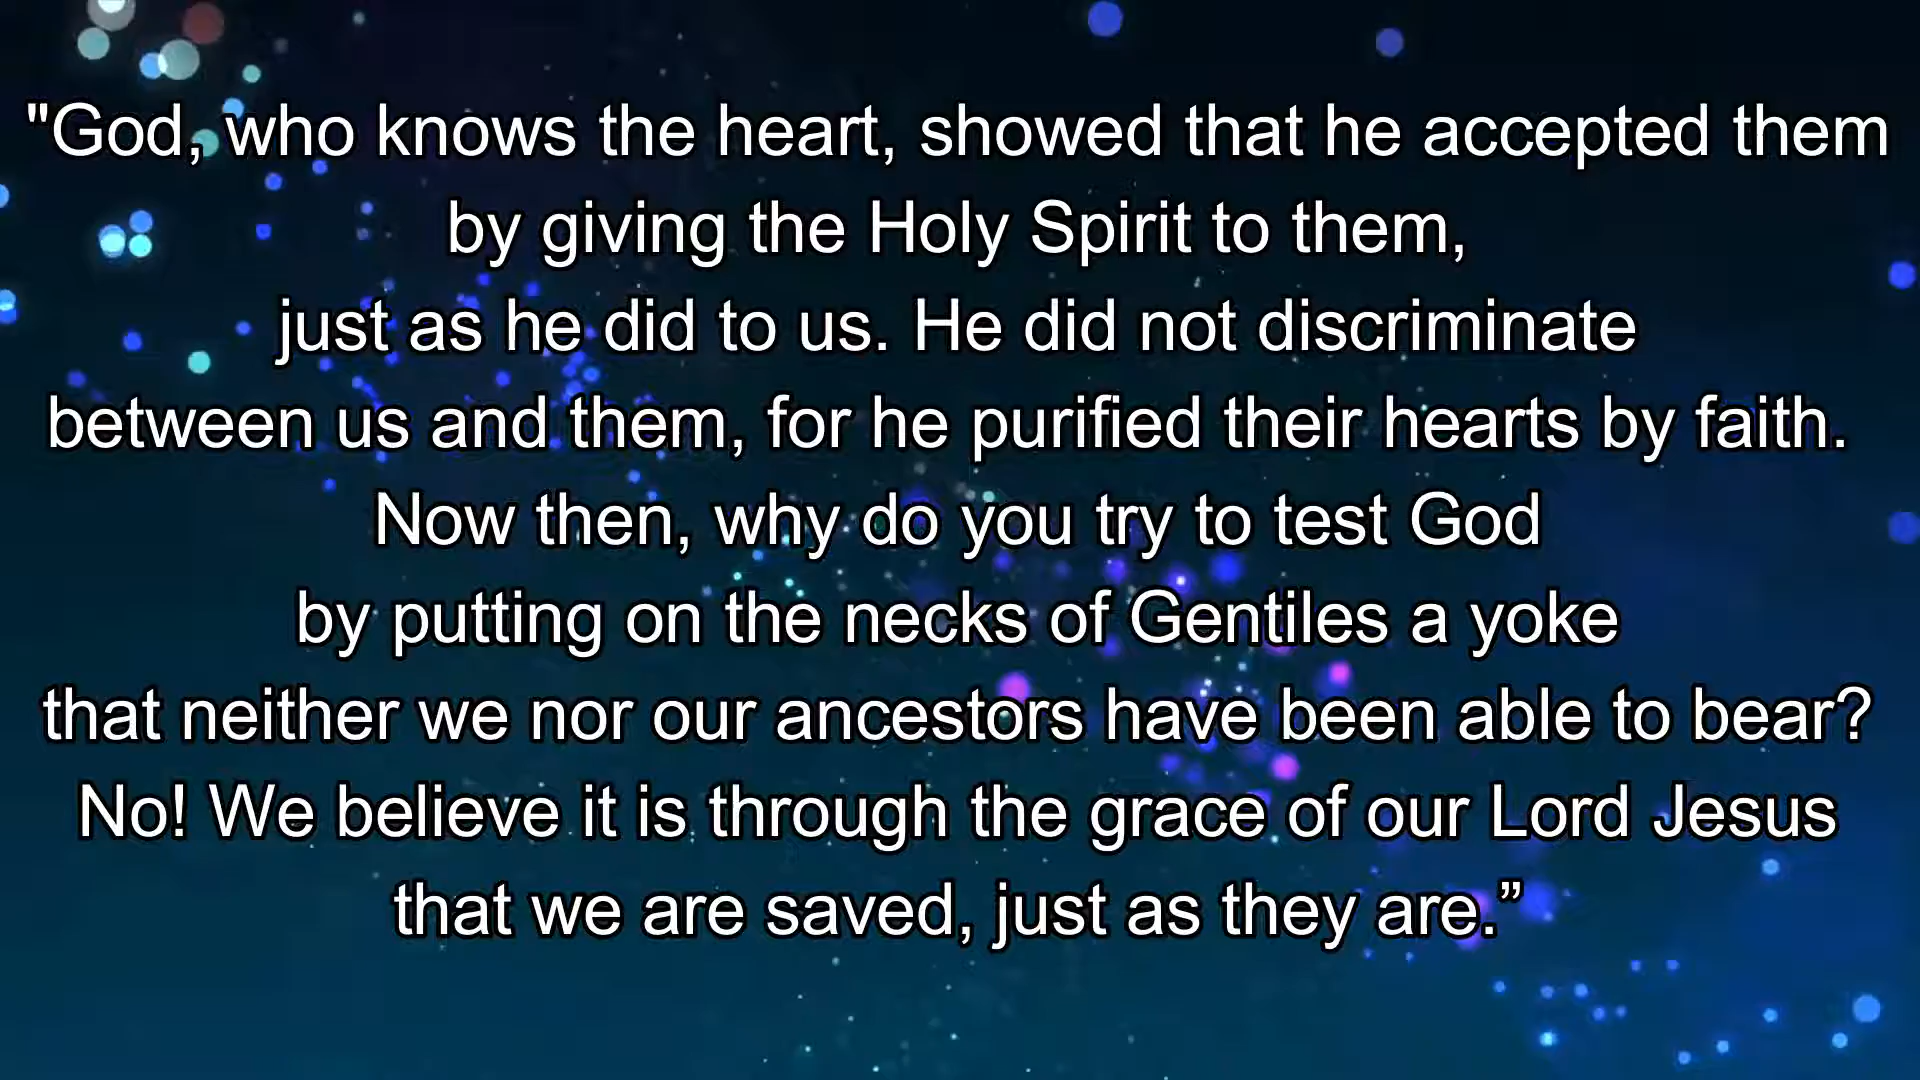 "God, who knows the heart, showed that he accepted them
by giving the Holy Spirit to them,
just as he did to us. He did not discriminate
between us and them, for he purified their hearts by faith.
Now then, why do you try to test God
by putting on the necks of Gentiles a yoke
that neither we nor our ancestors have been able to bear?
No! We believe it is through the grace of our Lord Jesus
that we are saved, just as they are.”